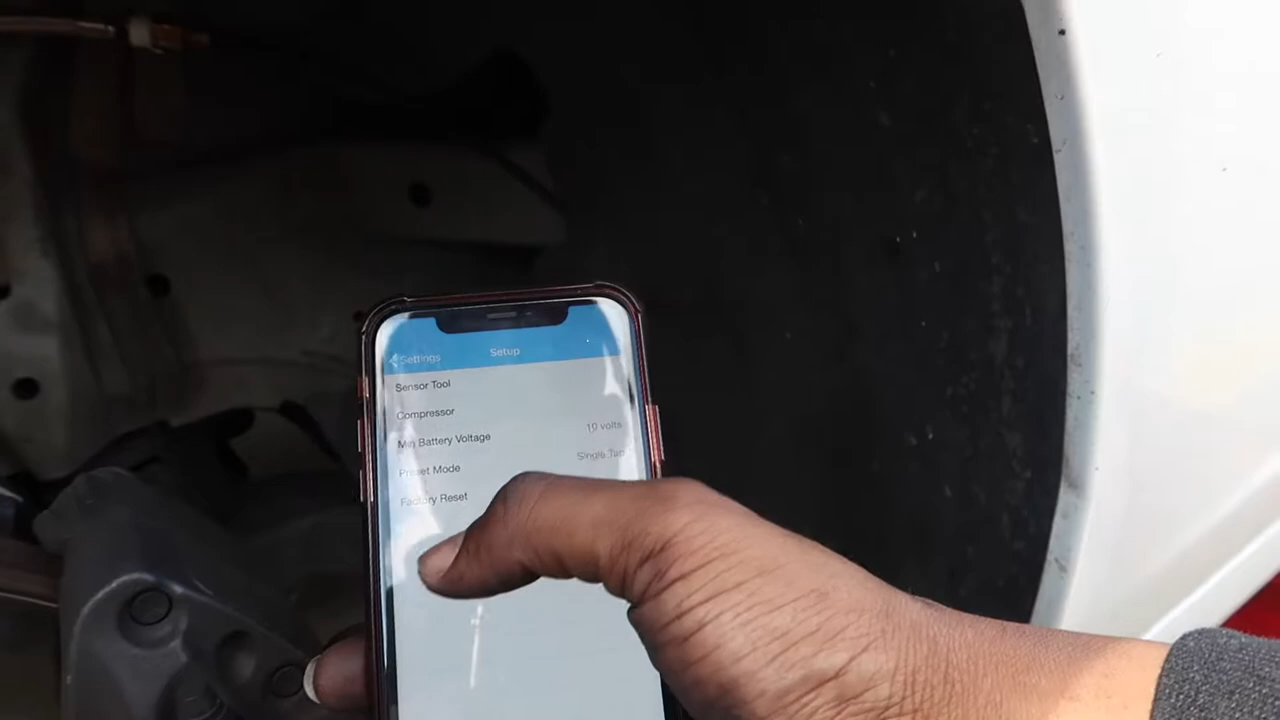 Settings Setup
Sensor Tool
Compressor
Min Battery Voltage 10 volts
Preset Mode Single Tap
Factory Reset